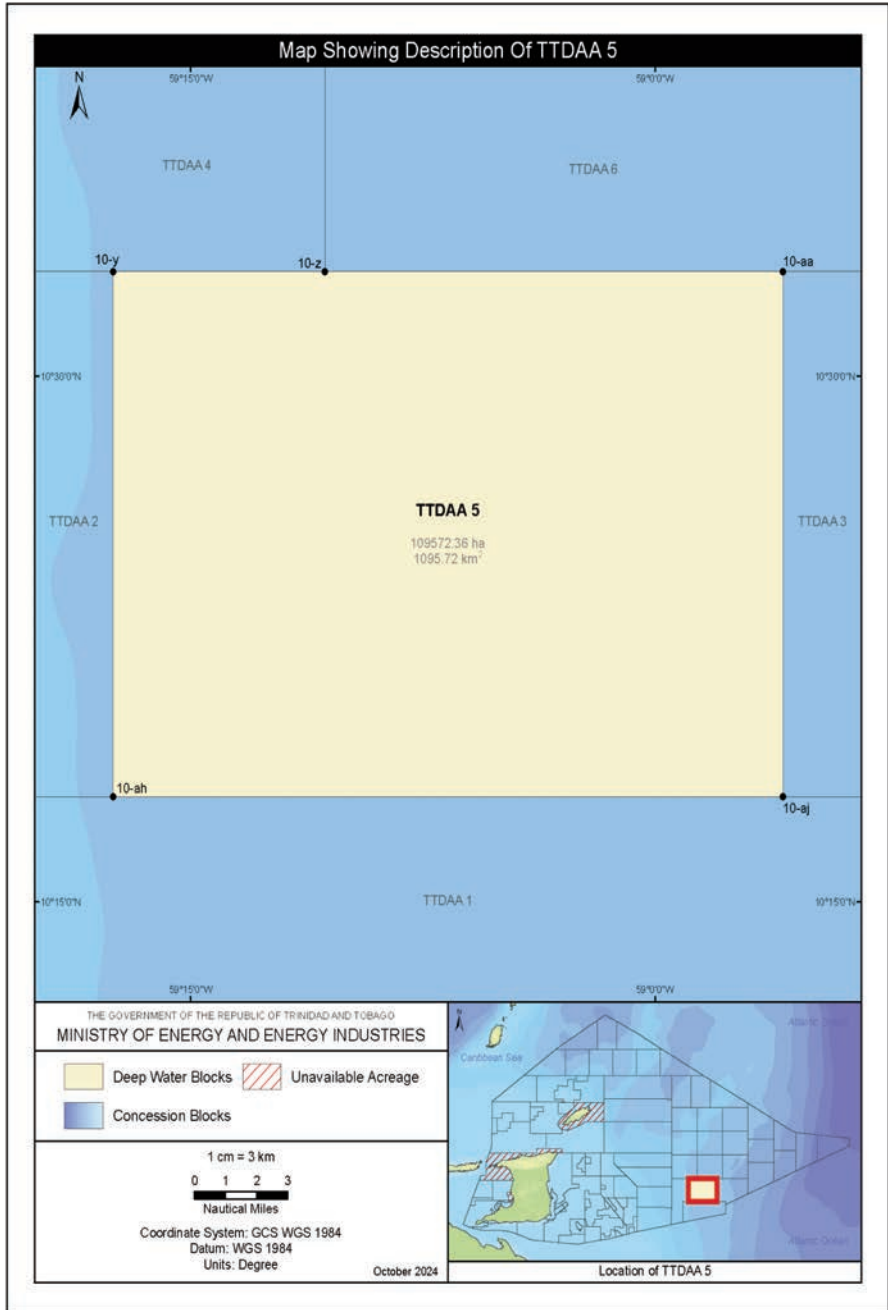 Map Showing Description Of TTDAA 5
N
59°15'0"W
59°0'0"W
TTDAA 4
TTDAA 6
10-y
10-z
10-aa
10°30'0"N
10°30'0"N
TTDAA 5
TTDAA 2
TTDAA 3
109572.36 ha
1095.72 km²
10-ah
10-aj
10°15'0"N
TTDAA 1
10°15'0"N
59°15'0"W
59°0'0"W
THE GOVERNMENT OF THE REPUBLIC OF TRINIDAD AND TOBAGO
MINISTRY OF ENERGY AND ENERGY INDUSTRIES
Deep Water Blocks
Unavailable Acreage
Concession Blocks
1 cm = 3 km
0 1 2 3
Nautical Miles
Coordinate System: GCS WGS 1984
Datum: WGS 1984
Units: Degree
October 2024
N
Atlantic Ocean
Caribbean Sea
Atlantic Ocean
Location of TTDAA 5